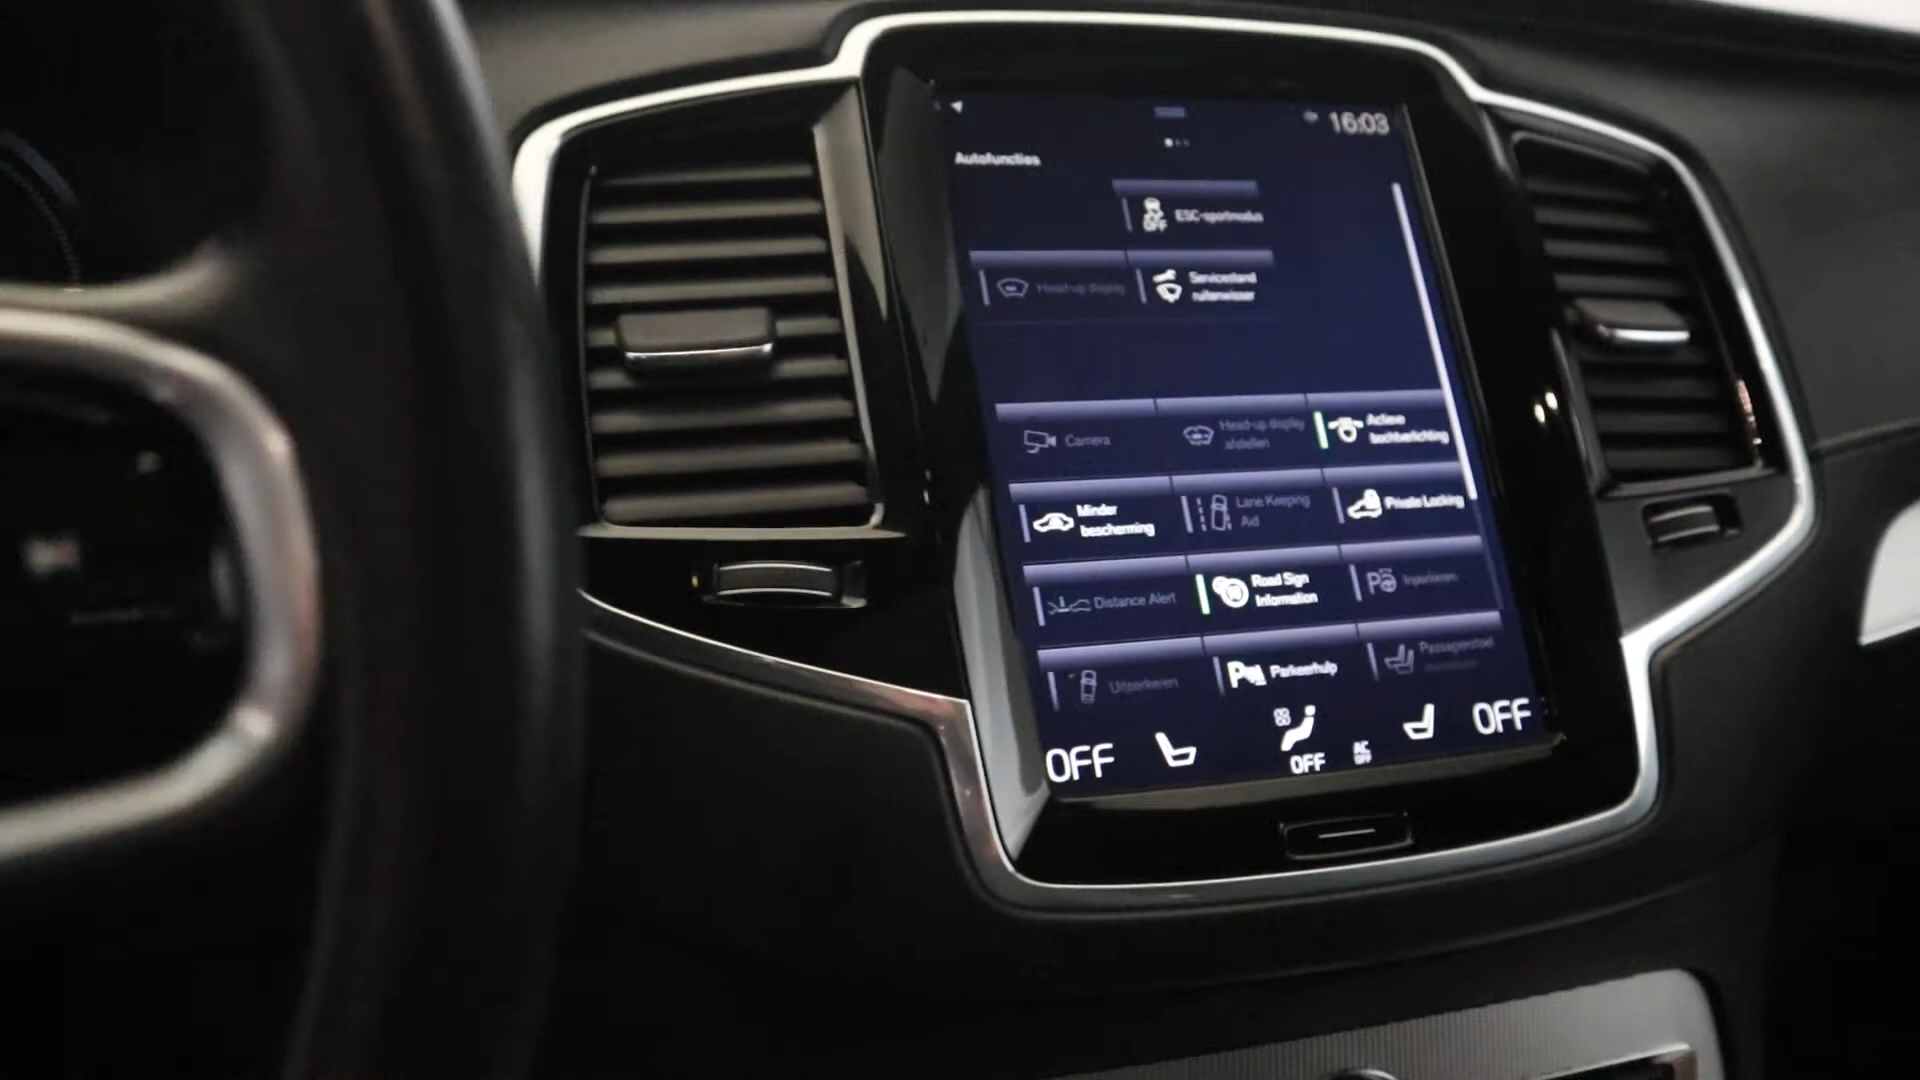 16:03
Autofuncties
OFF
ESC-sportmodus
Head-up display
Servicestand
ruitenwisser
Camera
Head-up display
afstellen
Actieve
bochtverlichting
Minder
bescherming
Lane Keeping
Aid
Private Locking
Distance Alert
Road Sign
Information
P
Inparkeren
Uitparkeren
P
Parkeerhulp
Passagiersstoel
OFF
OFF
AC
OFF
OFF